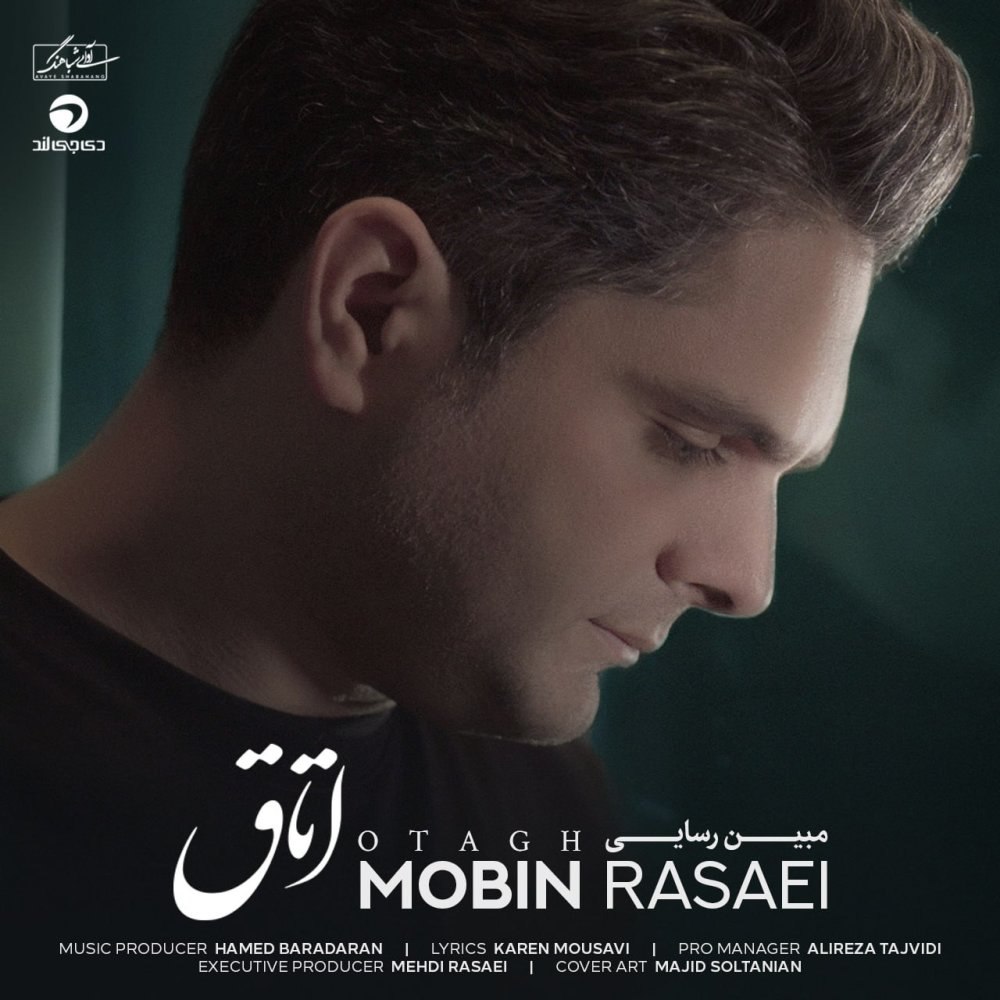 آوای شباهنگ
AVAYE SHABAHANG
دی‌جی‌لند
اتاق
OTAGH
مبین رسایی
MOBIN RASAEI
MUSIC PRODUCER HAMED BARADARAN | LYRICS KAREN MOUSAVI | PRO MANAGER ALIREZA TAJVIDI
EXECUTIVE PRODUCER MEHDI RASAEI | COVER ART MAJID SOLTANIAN